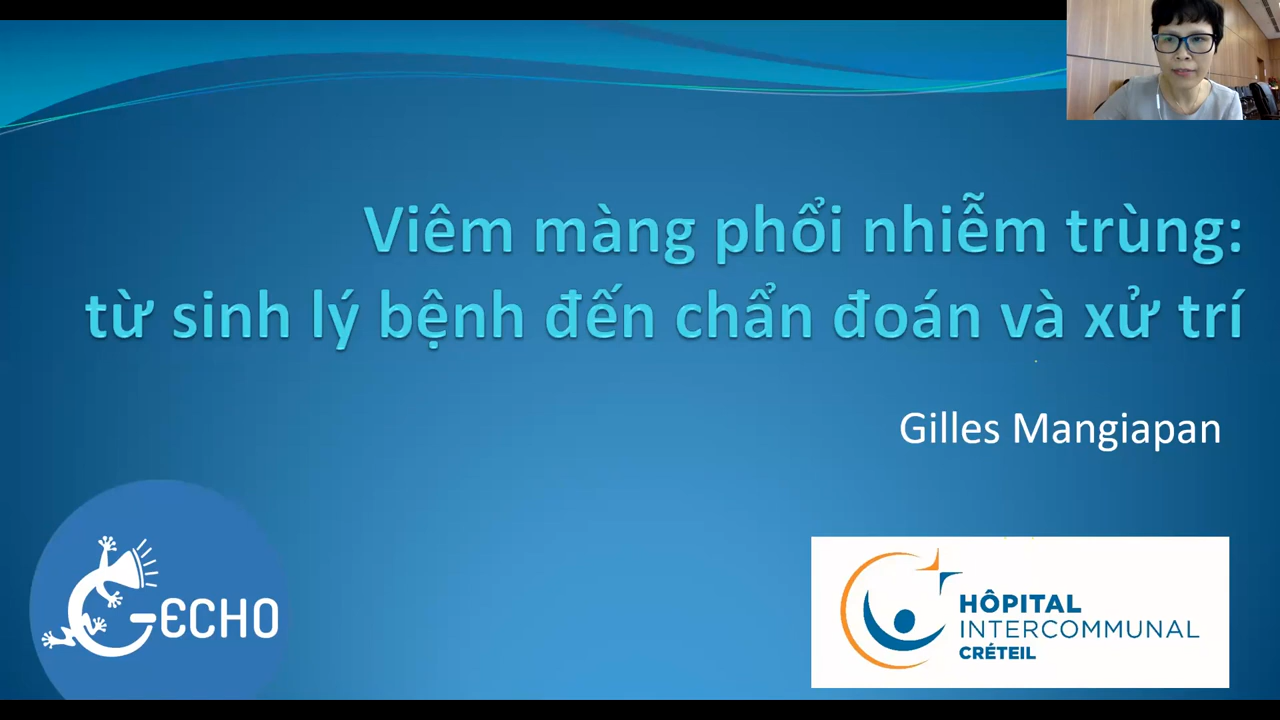 Viêm màng phổi nhiễm trùng:
từ sinh lý bệnh đến chẩn đoán và xử trí
Gilles Mangiapan
GECHO
HÔPITAL
INTERCOMMUNAL
CRÉTEIL